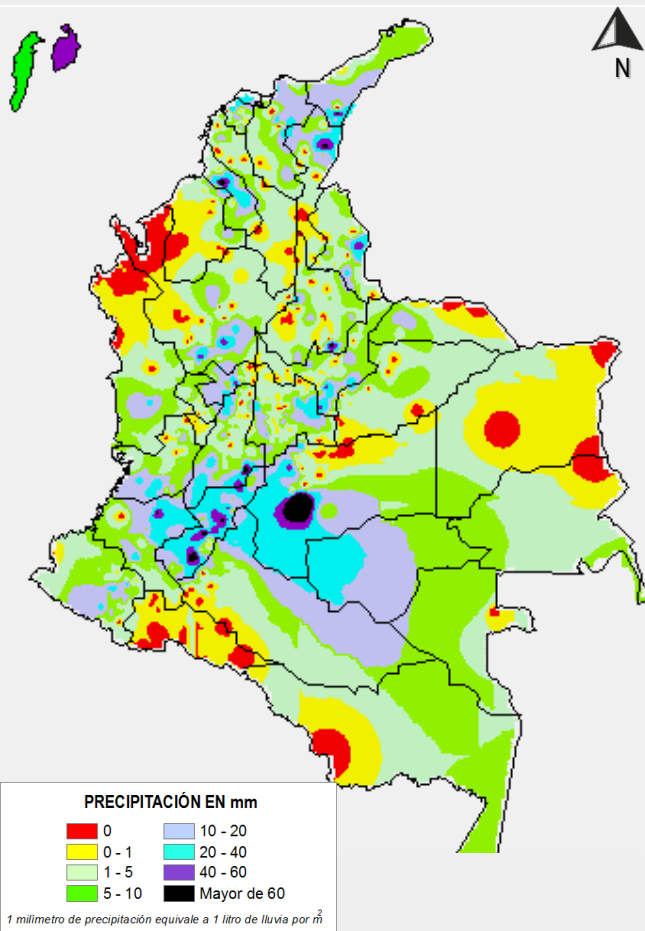 N
PRECIPITACIÓN EN mm
0
0 - 1
1 - 5
5 - 10
10 - 20
20 - 40
40 - 60
Mayor de 60
1 milímetro de precipitación equivale a 1 litro de lluvia por m²